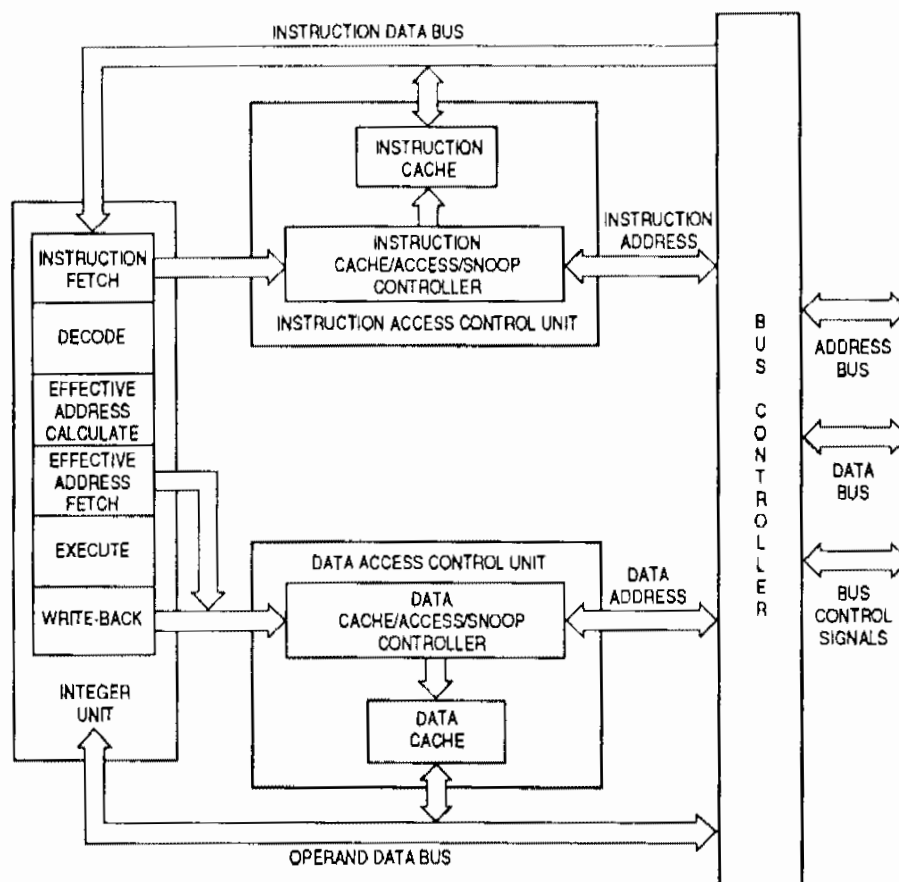 INSTRUCTION DATA BUS
INSTRUCTION
CACHE
INSTRUCTION
CACHE/ACCESS/SNOOP
CONTROLLER
INSTRUCTION ACCESS CONTROL UNIT
INSTRUCTION
ADDRESS
INSTRUCTION
FETCH
DECODE
EFFECTIVE
ADDRESS
CALCULATE
EFFECTIVE
ADDRESS
FETCH
EXECUTE
WRITE-BACK
INTEGER
UNIT
DATA ACCESS CONTROL UNIT
DATA
CACHE/ACCESS/SNOOP
CONTROLLER
DATA
CACHE
DATA
ADDRESS
OPERAND DATA BUS
BUS CONTROLLER
ADDRESS
BUS
DATA
BUS
BUS
CONTROL
SIGNALS